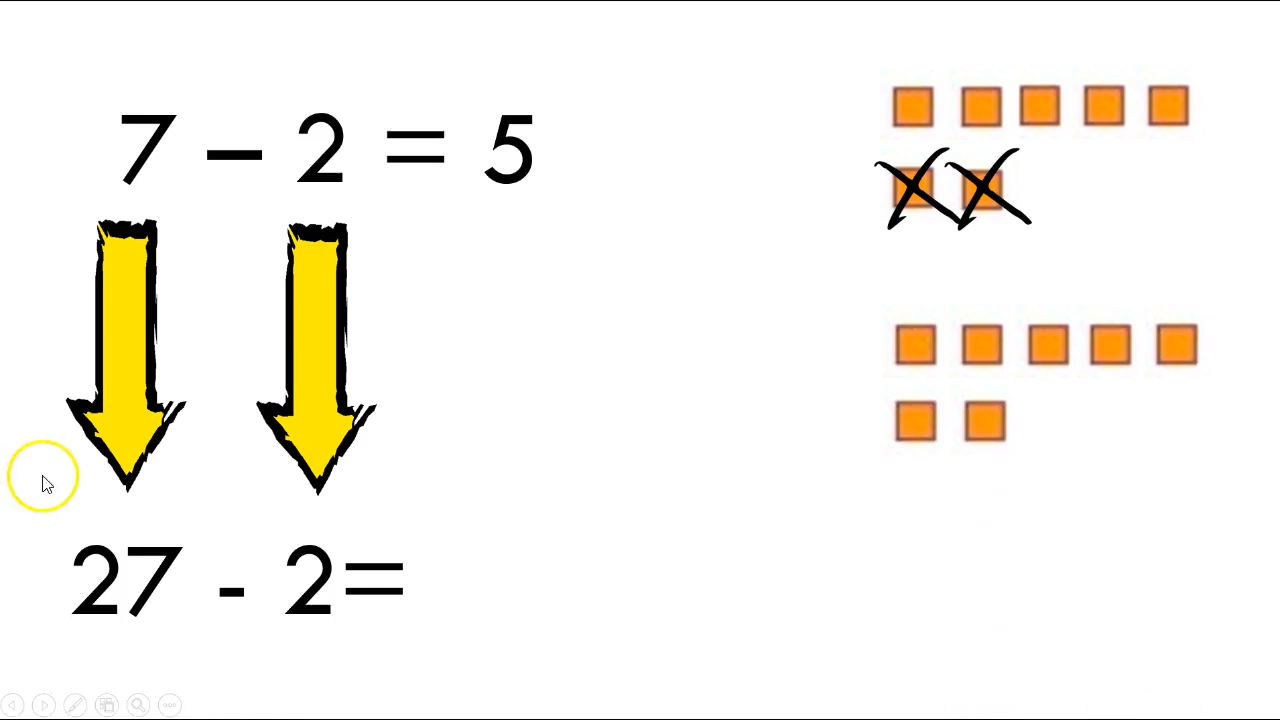 7 – 2 = 5
27 - 2=